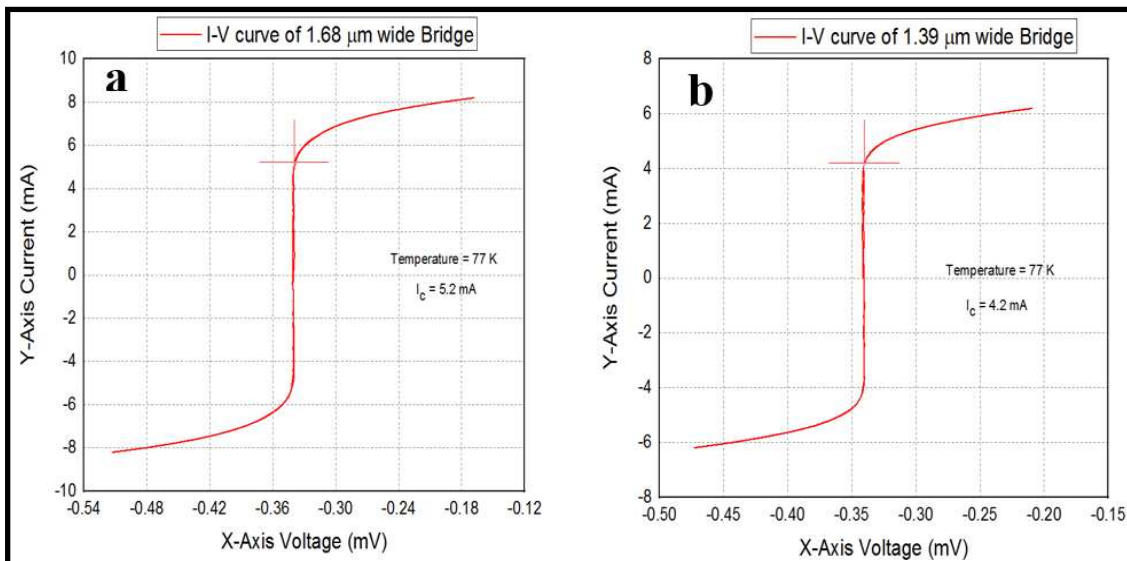 I-V curve of 1.68 μm wide Bridge
a
10
8
6
4
2
0
-2
-4
-6
-8
-10
Y-Axis Current (mA)
Temperature = 77 K
I_c = 5.2 mA
-0.54 -0.48 -0.42 -0.36 -0.30 -0.24 -0.18 -0.12
X-Axis Voltage (mV)
I-V curve of 1.39 μm wide Bridge
b
8
6
4
2
0
-2
-4
-6
-8
Y-Axis Current (mA)
Temperature = 77 K
I_c = 4.2 mA
-0.50 -0.45 -0.40 -0.35 -0.30 -0.25 -0.20 -0.15
X-Axis Voltage (mV)